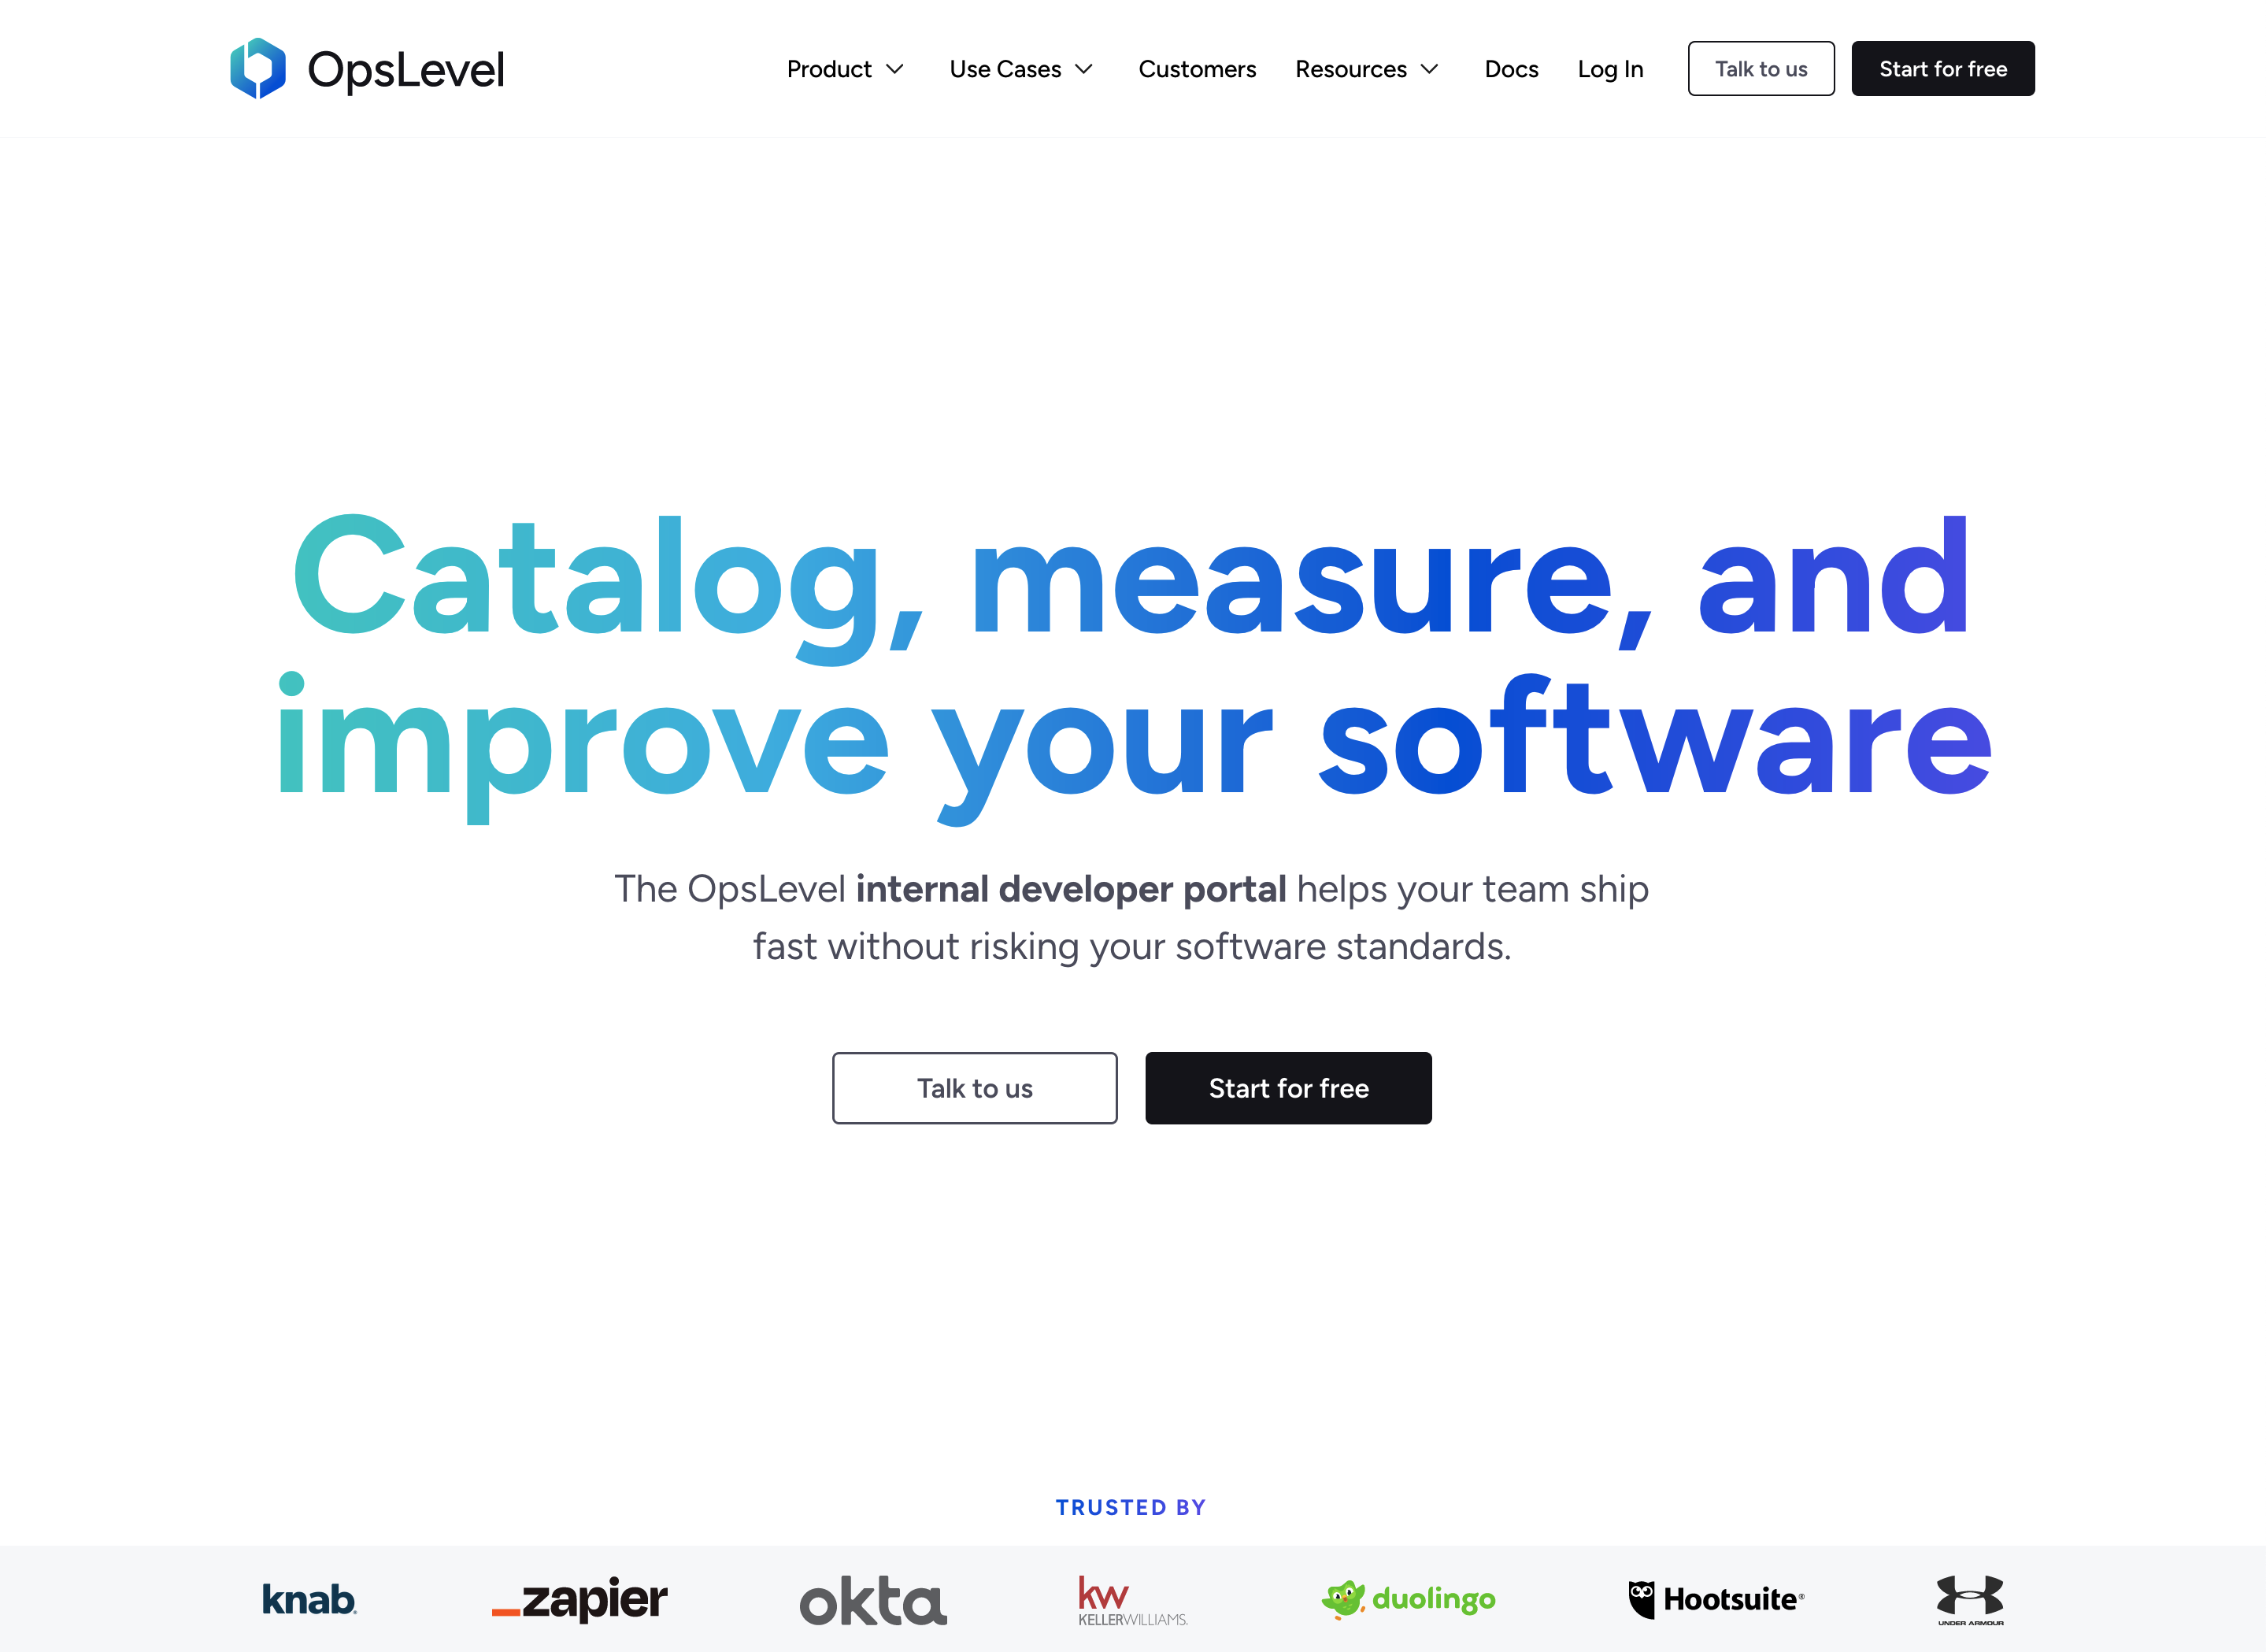 OpsLevel
Product
Use Cases
Customers
Resources
Docs
Log In
Talk to us
Start for free
Catalog, measure, and
improve your software
The OpsLevel internal developer portal helps your team ship
fast without risking your software standards.
Talk to us
Start for free
TRUSTED BY
knab®
_zapier
okta
kw
KELLERWILLIAMS.
duolingo
Hootsuite®
UNDER ARMOUR